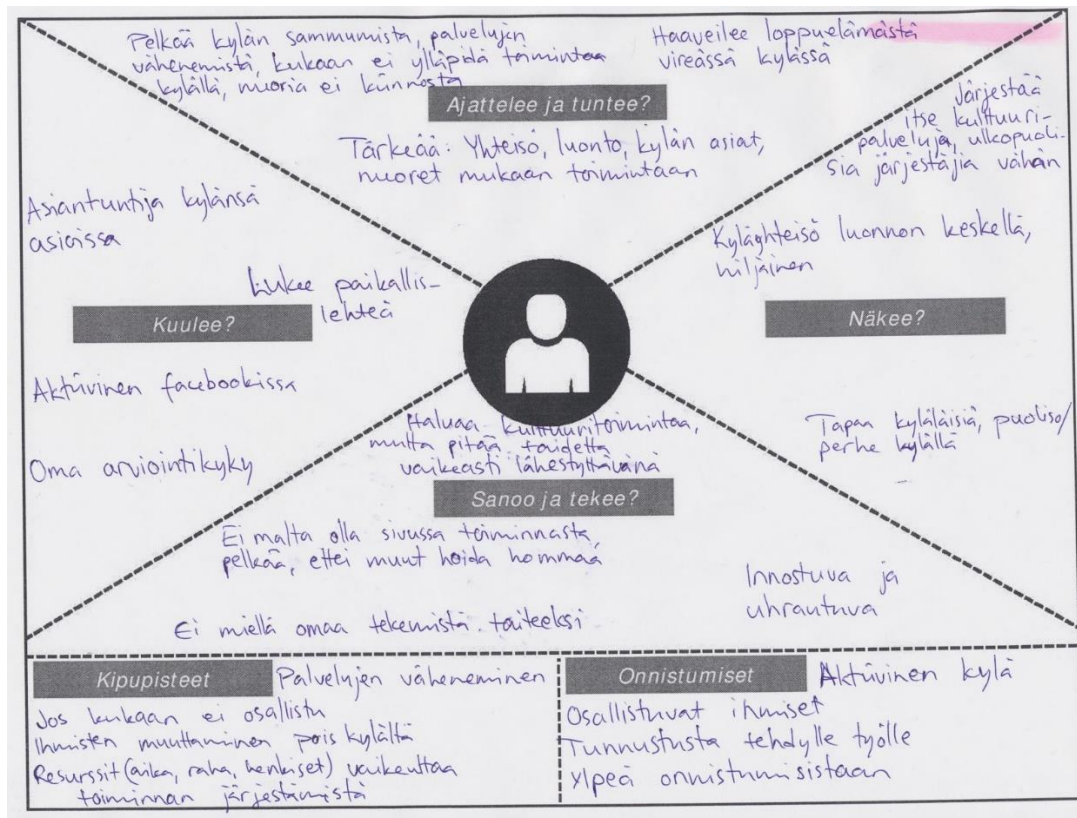 Pelkää kylän sammumista, palvelujen
vähenemistä, kukaan ei ylläpidä toimintaa
kylällä, nuoria ei kiinnosta
Haaveilee loppuelämästä
vireässä kylässä
Ajattelee ja tuntee?
Tärkeää: Yhteisö, luonto, kylän asiat,
nuoret mukaan toimintaan
Asiantuntija kylänsä
asioissa
Lukee paikallis-
lehteä
Kuulee?
Aktiivinen facebookissa
Oma arviointikyky
Järjestää
itse kulttuuri-
palveluja, ulkopuoli-
sia järjestäjiä vähän
Kyläyhteisö luonnon keskellä,
hiljainen
Näkee?
Tapaa kyläläisiä, puoliso/
perhe kylällä
Haluaa kulttuuritoimintaa,
mutta pitää taidetta
vaikeasti lähestyttävänä
Sanoo ja tekee?
Ei malta olla sivussa toiminnasta,
pelkää, ettei muut hoida hommaa
Ei miellä omaa tekemistä taiteeksi
Innostuva ja
uhrautuva
Kipupisteet
Palvelujen väheneminen
Jos kukaan ei osallistu
Ihmisten muuttaminen pois kylältä
Resurssit (aika, raha, henkiset) vaikeuttaa
toiminnan järjestämistä
Onnistumiset
Aktiivinen kylä
Osallistuvat ihmiset
Tunnustusta tehdylle työlle
Ylpeä onnistumisistaan